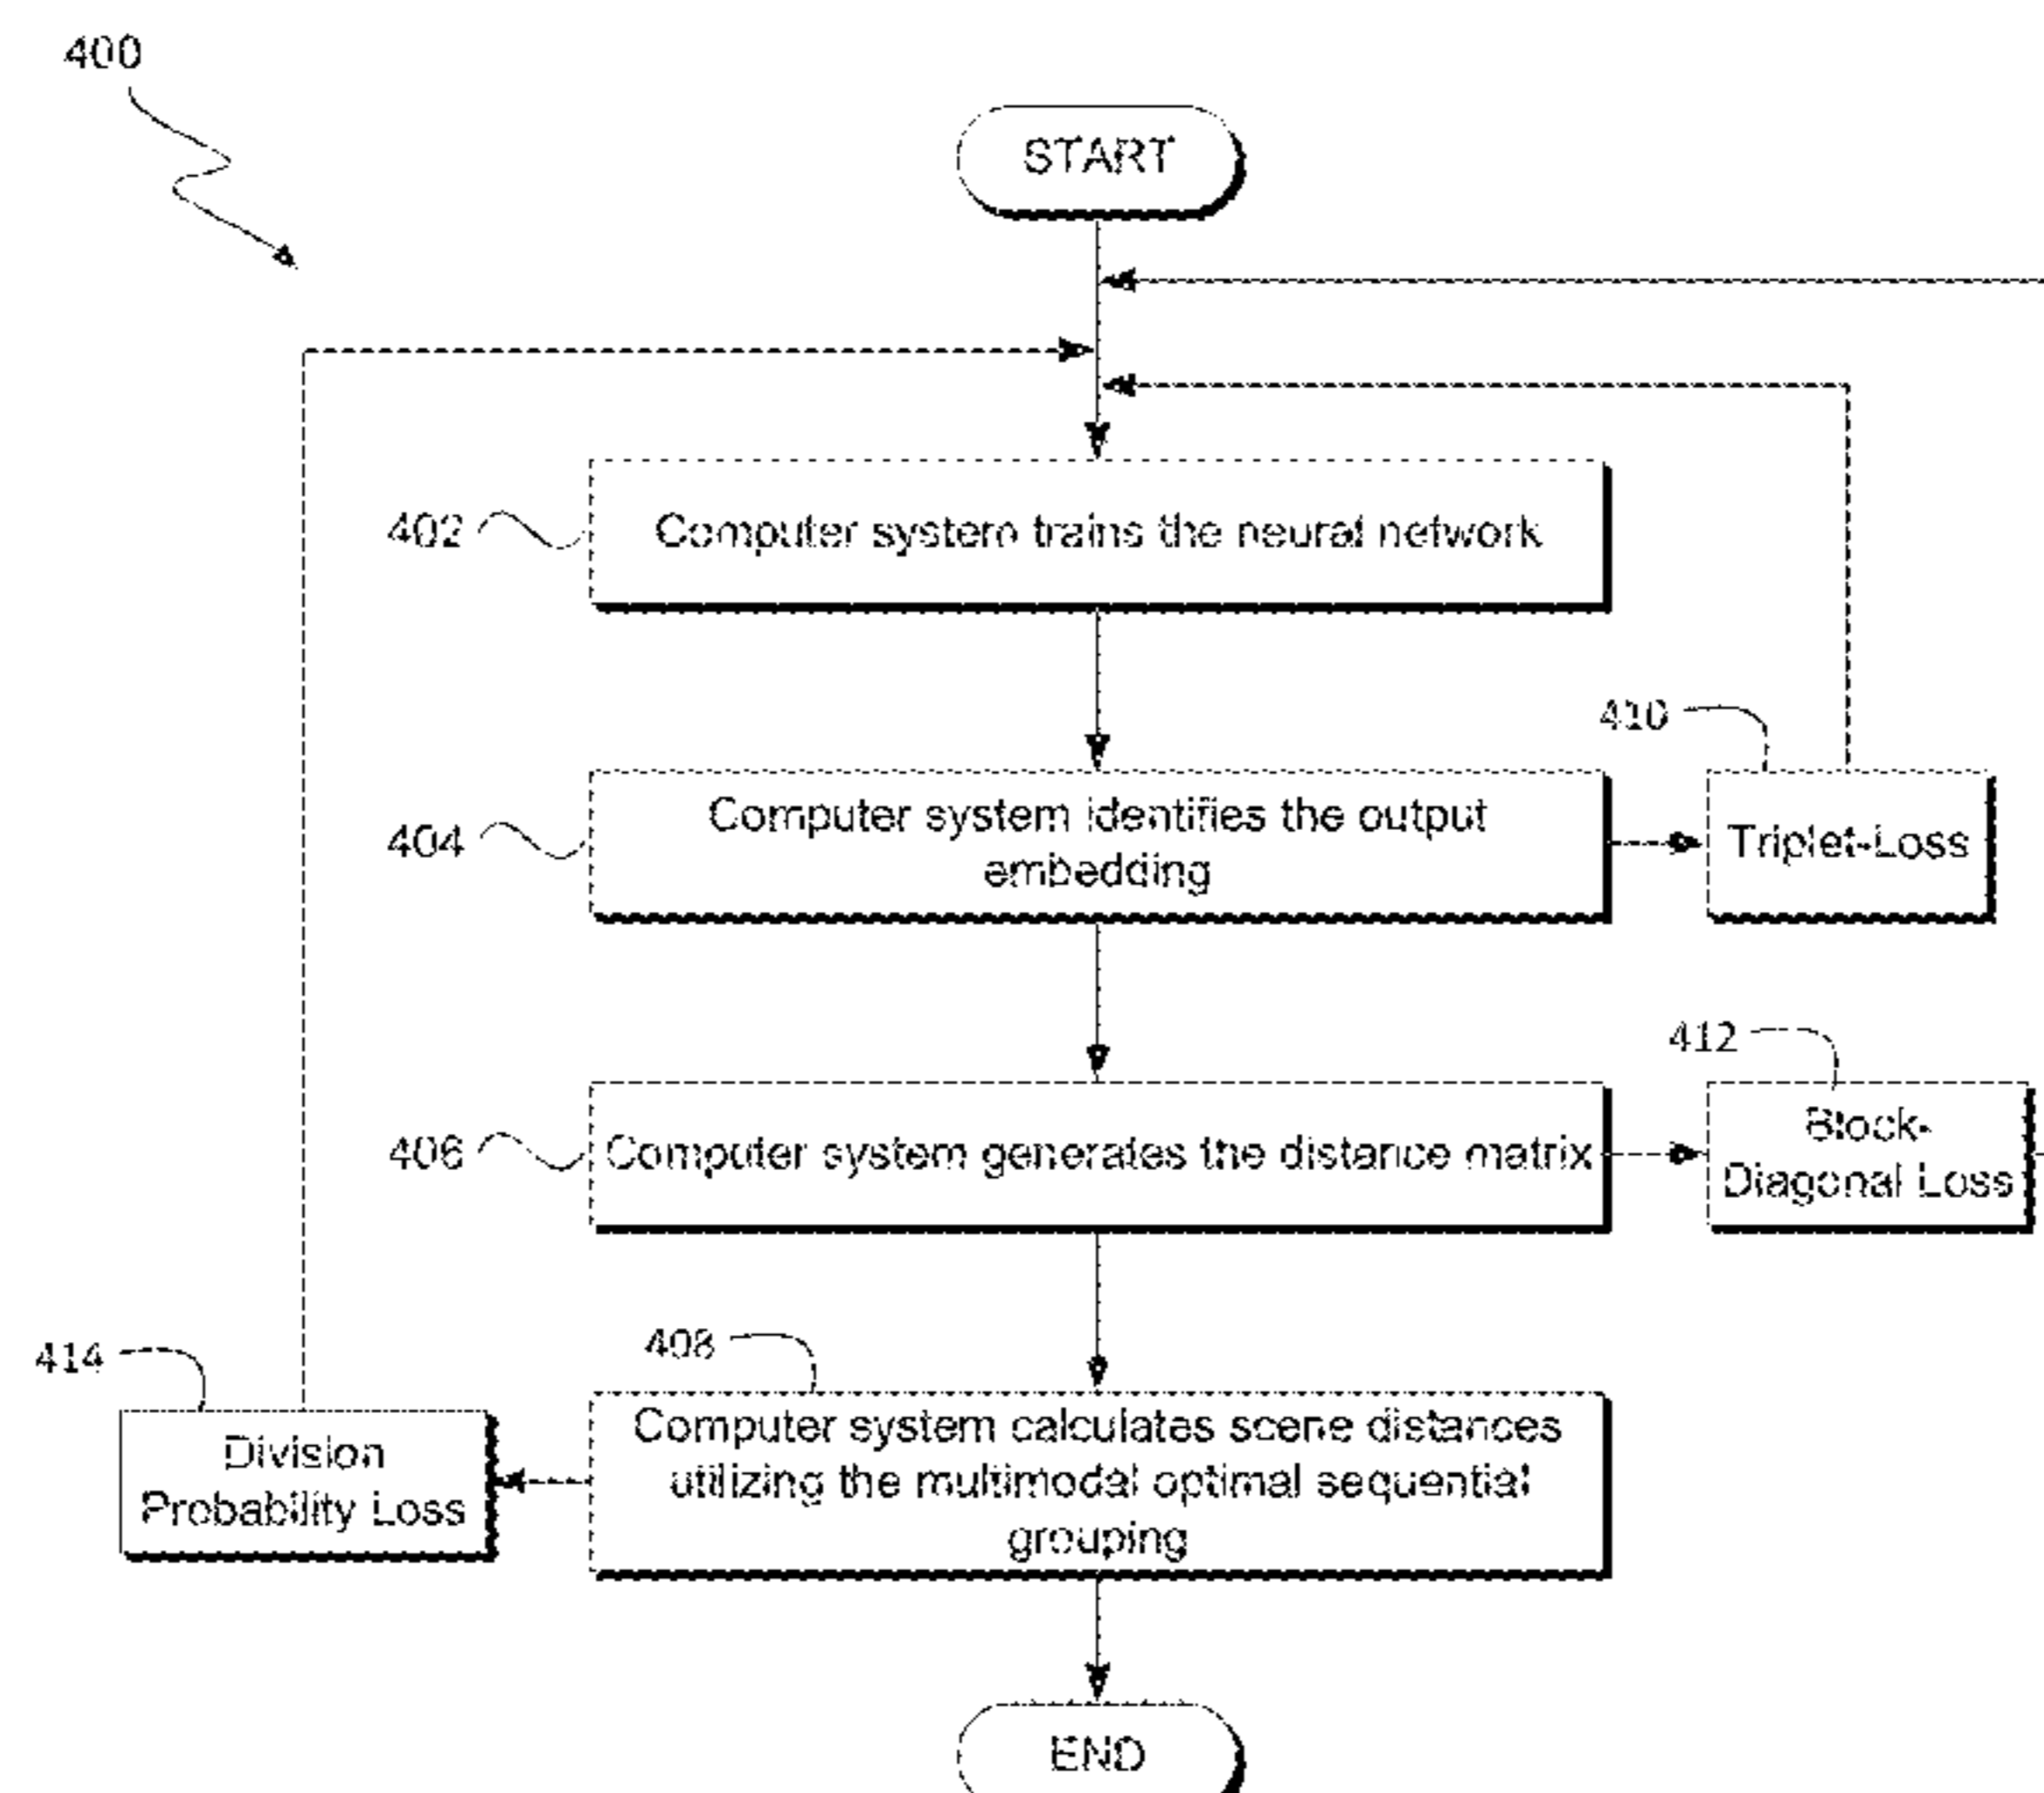 400
START
402
Computer system trains the neural network
410
404
Computer system identifies the output
embedding
Triplet-Loss
412
406
Computer system generates the distance matrix
Block-
Diagonal Loss
414
408
Division
Probability Loss
Computer system calculates scene distances
utilizing the multimodal optimal sequential
grouping
END